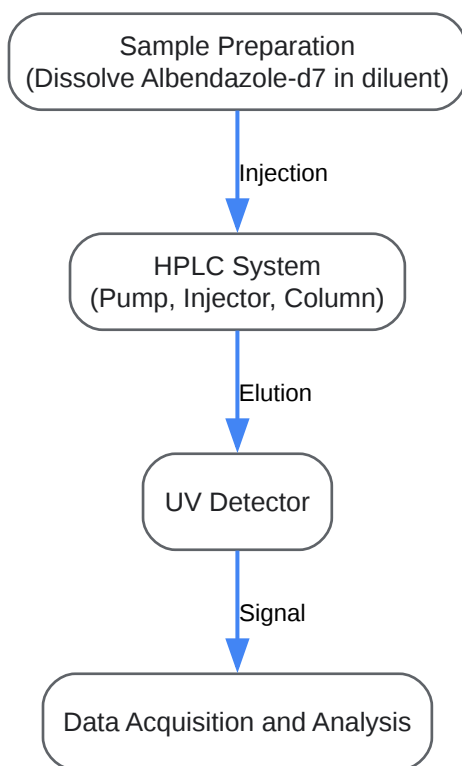 Sample Preparation
(Dissolve Albendazole-d7 in diluent)
Injection
HPLC System
(Pump, Injector, Column)
Elution
UV Detector
Signal
Data Acquisition and Analysis